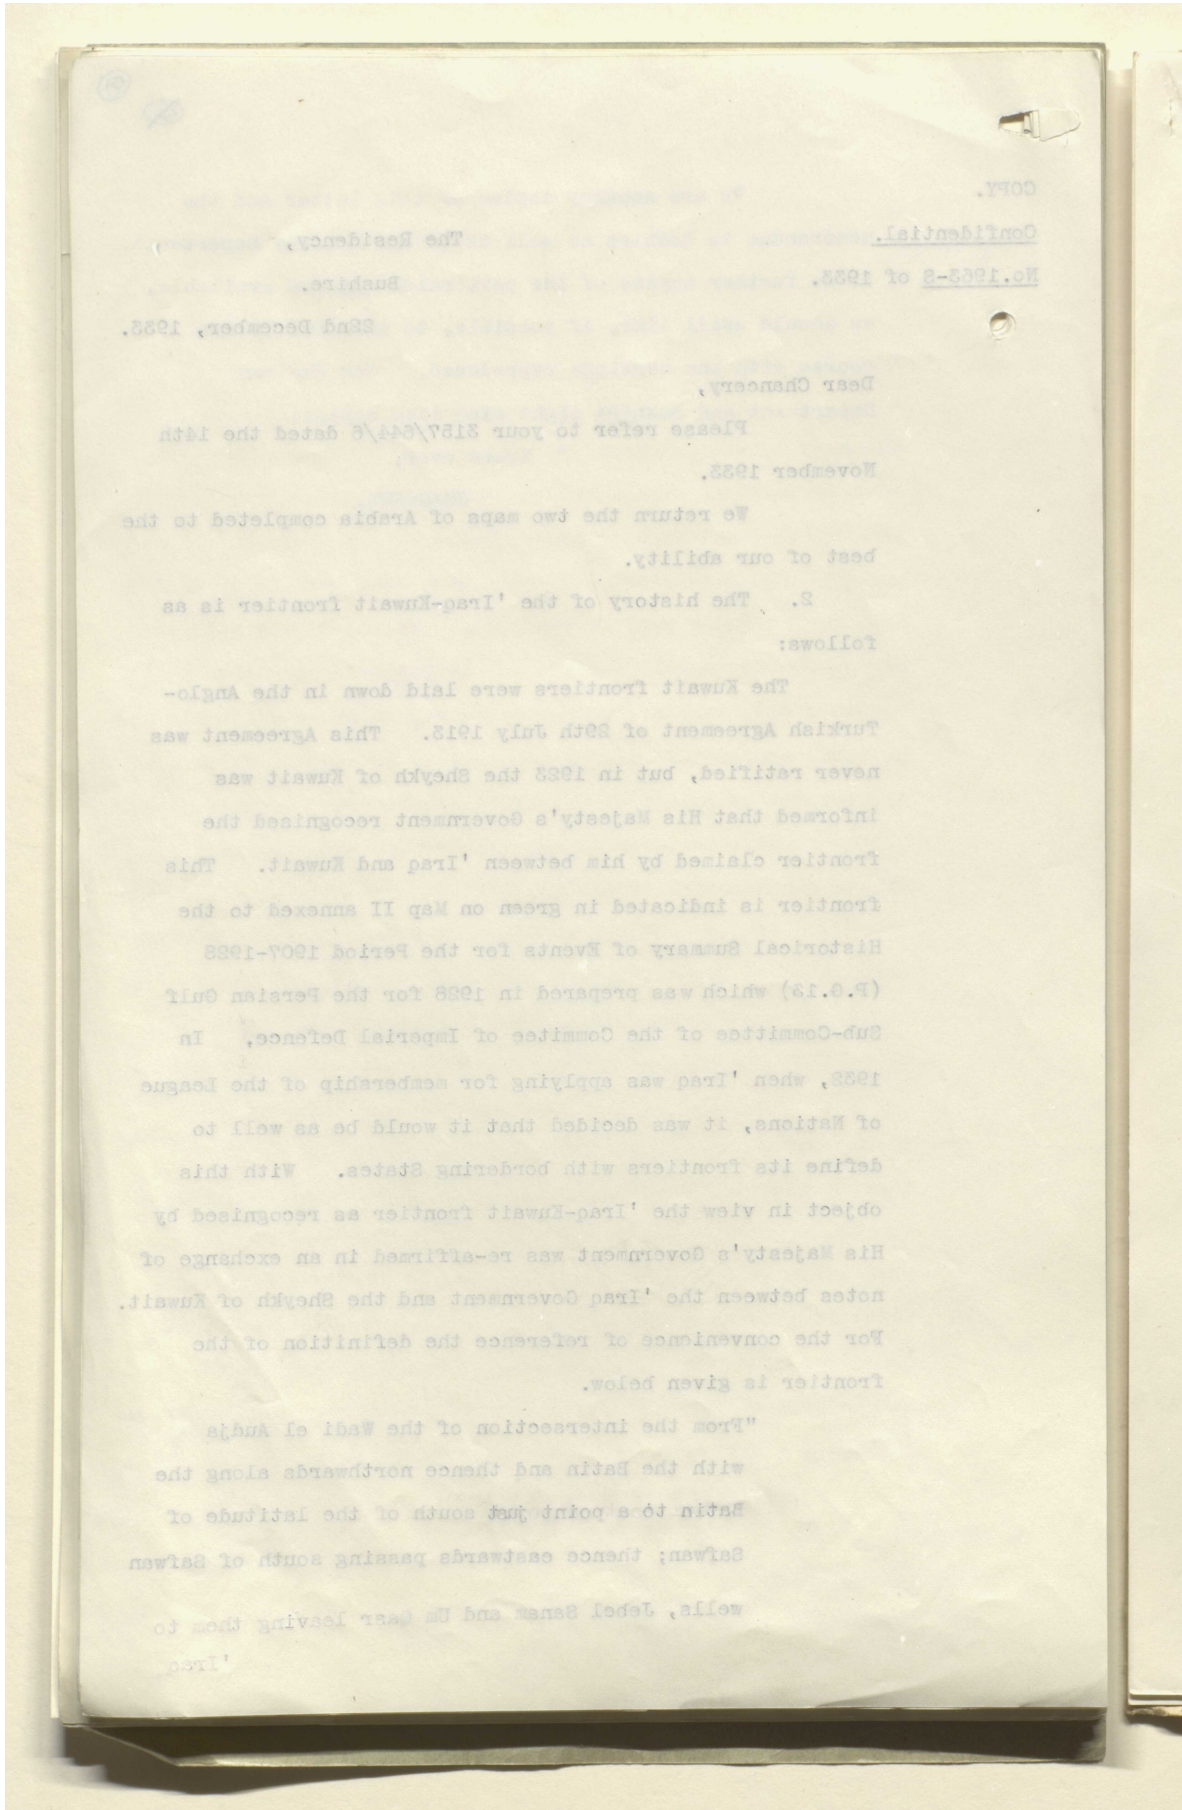 COPY.
Confidential.
The Residency,
No.1963-S of 1933.
Bushire.
22nd December, 1933.
Dear Chancery,
Please refer to your 3157/644/6 dated the 14th
November 1933.
We return the two maps of Arabia completed to the
best of our ability.
2. The history of the 'Iraq-Kuwait frontier is as
follows:
The Kuwait frontiers were laid down in the Anglo-
Turkish Agreement of 29th July 1913. This Agreement was
never ratified, but in 1923 the Sheykh of Kuwait was
informed that His Majesty's Government recognised the
frontier claimed by him between 'Iraq and Kuwait. This
frontier is indicated in green on Map II annexed to the
Historical Summary of Events for the Period 1907-1928
(P.G.13) which was prepared in 1928 for the Persian Gulf
Sub-Committee of the Commitee of Imperial Defence. In
1932, when 'Iraq was applying for membership of the League
of Nations, it was decided that it would be as well to
define its frontiers with bordering States. With this
object in view the 'Iraq-Kuwait frontier as recognised by
His Majesty's Government was re-affirmed in an exchange of
notes between the 'Iraq Government and the Sheykh of Kuwait.
For the convenience of reference the definition of the
frontier is given below.
"From the intersection of the Wadi el Audja
with the Batin and thence northwards along the
Batin to a point just south of the latitude of
Safwan; thence eastwards passing south of Safwan
wells, Jebel Sanam and Um Qasr leaving them to
'Iraq